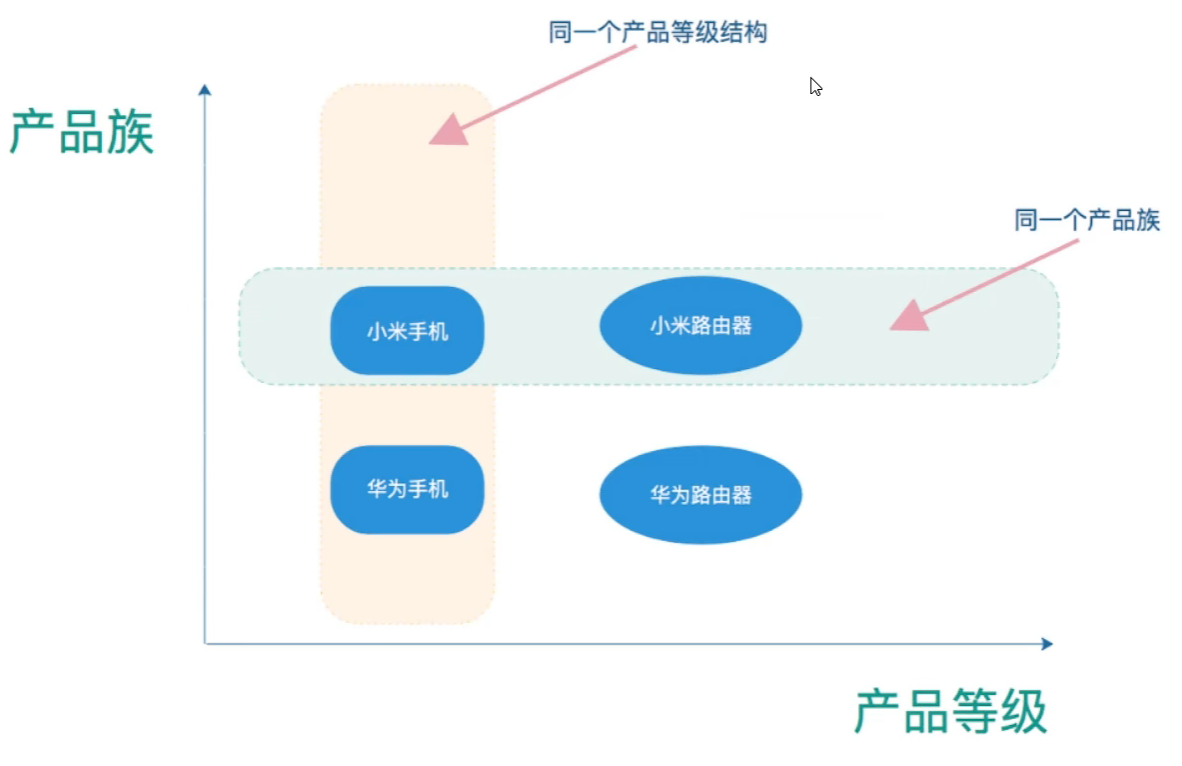 同一个产品等级结构
产品族
同一个产品族
小米手机
小米路由器
华为手机
华为路由器
产品等级